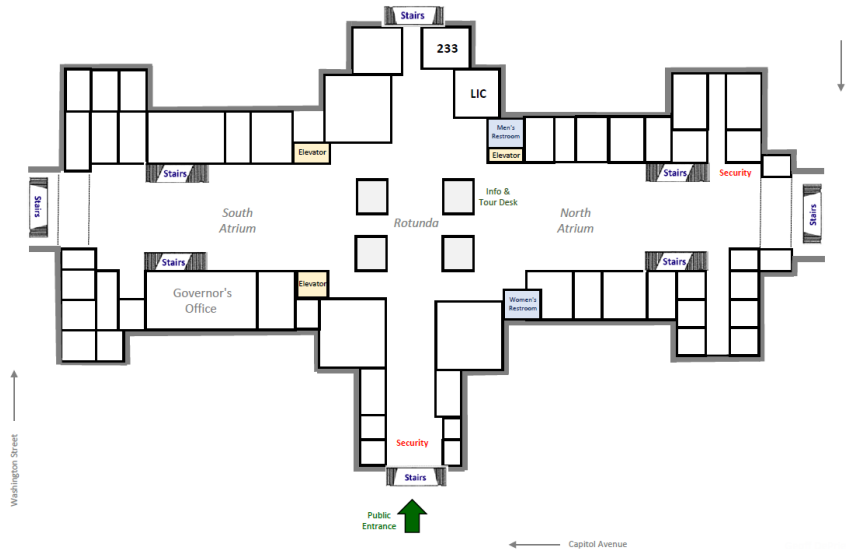 Stairs
233
LIC
Men's
Restroom
Elevator
Elevator
Stairs
Stairs
Security
Info &
Tour Desk
Stairs
South
Atrium
Rotunda
North
Atrium
Stairs
Stairs
Stairs
Governor's
Office
Elevator
Women's
Restroom
Security
Stairs
Public
Entrance
Washington Street
Capitol Avenue